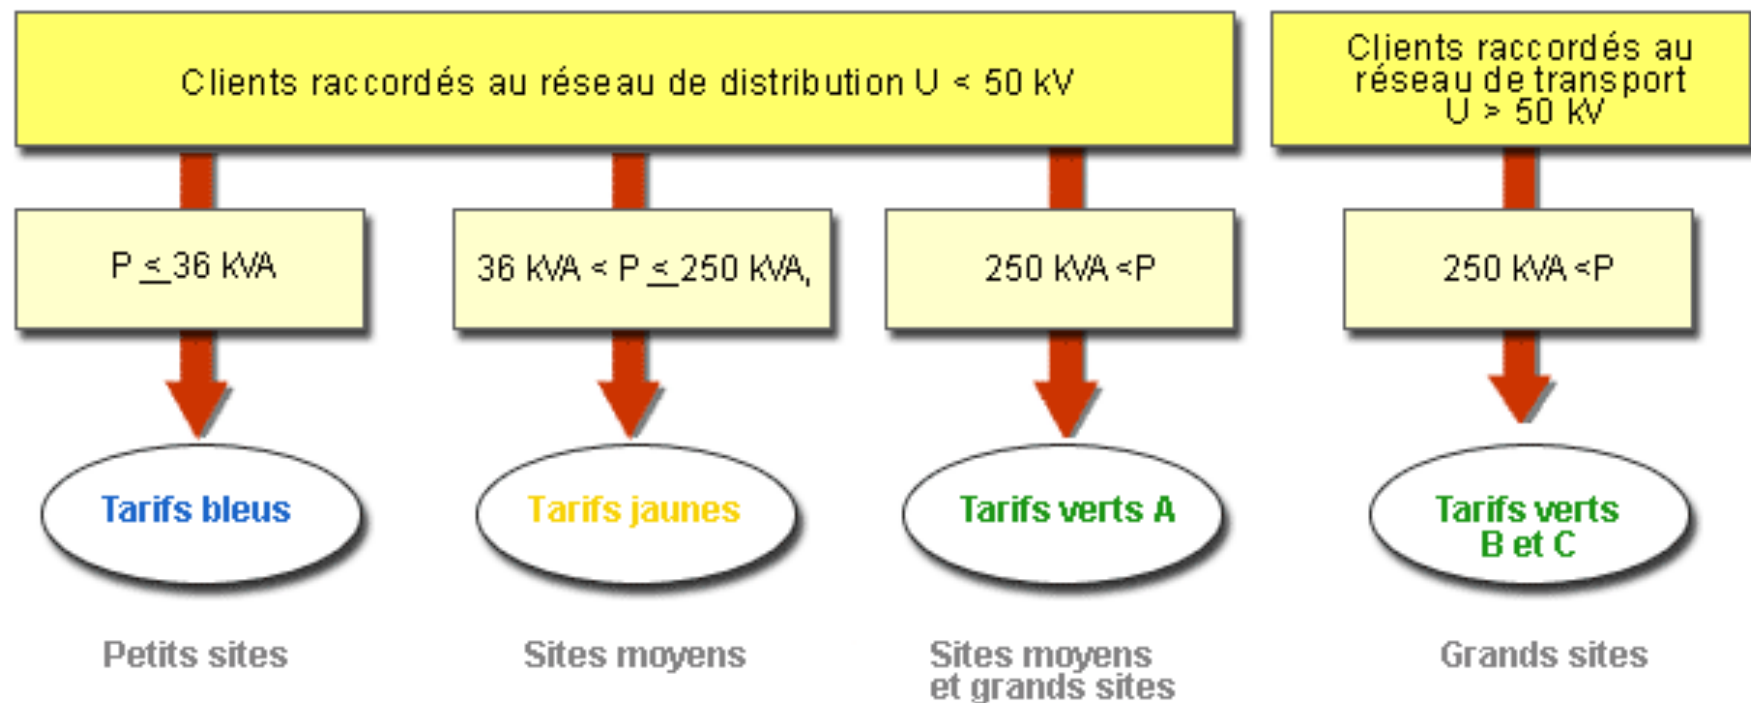 Clients raccordés au réseau de distribution U < 50 kV
Clients raccordés au
réseau de transport
U > 50 kV
P ≤ 36 kVA
36 kVA < P ≤ 250 kVA,
250 kVA <P
250 kVA <P
Tarifs bleus
Tarifs jaunes
Tarifs verts A
Tarifs verts
B et C
Petits sites
Sites moyens
Sites moyens
et grands sites
Grands sites